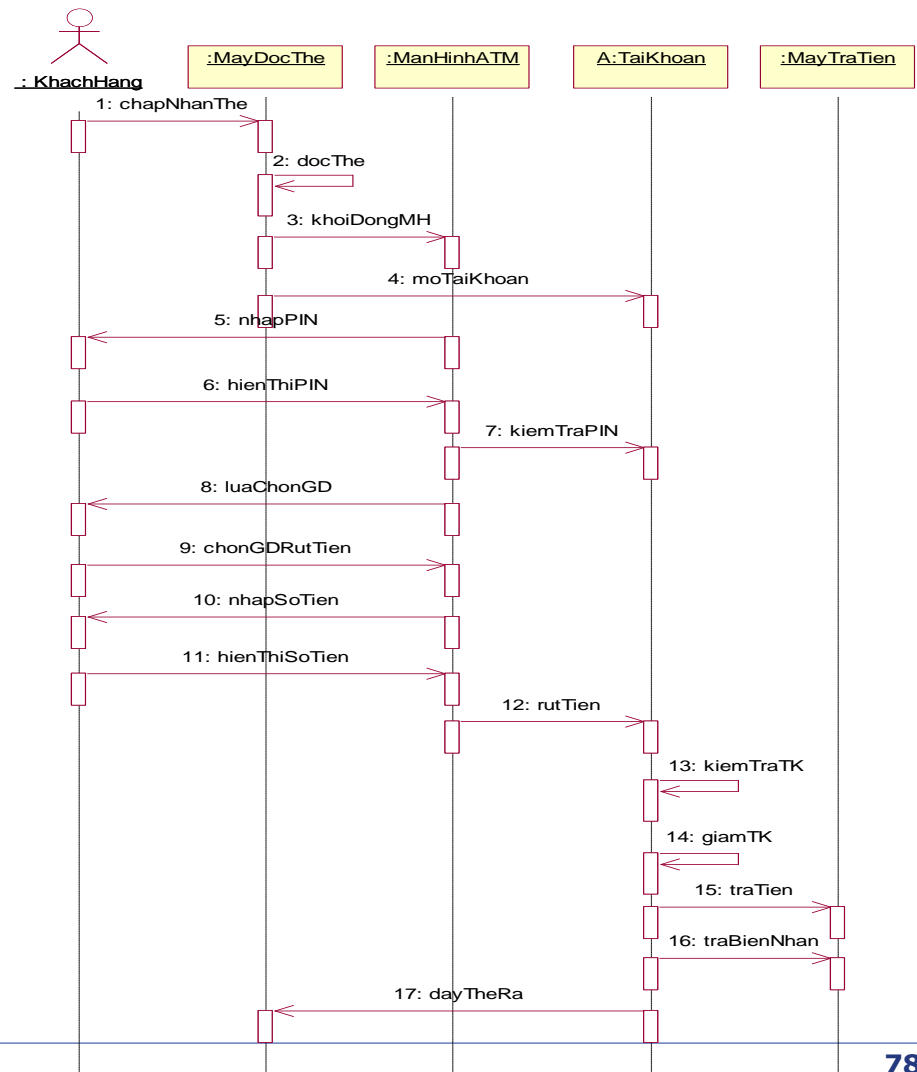 : KhachHang
:MayDocThe
:ManHinhATM
A:TaiKhoan
:MayTraTien
1: chapNhanThe
2: docThe
3: khoiDongMH
4: moTaiKhoan
5: nhapPIN
6: hienThiPIN
7: kiemTraPIN
8: luaChonGD
9: chonGDRutTien
10: nhapSoTien
11: hienThiSoTien
12: rutTien
13: kiemTraTK
14: giamTK
15: traTien
16: traBienNhan
17: dayTheRa
78